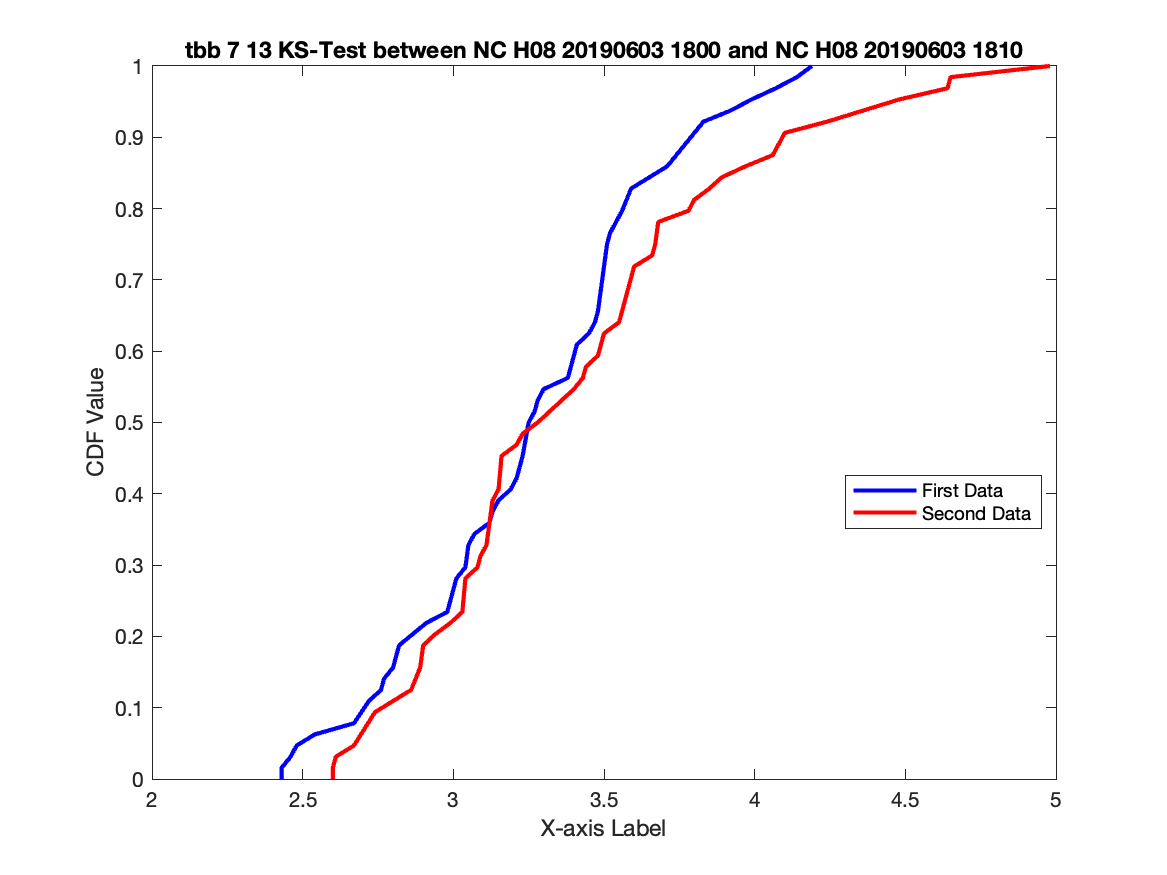 tbb 7 13 KS-Test between NC H08 20190603 1800 and NC H08 20190603 1810
1
0.9
0.8
0.7
0.6
0.5
0.4
0.3
0.2
0.1
0
CDF Value
First Data
Second Data
2 2.5 3 3.5 4 4.5 5
X-axis Label